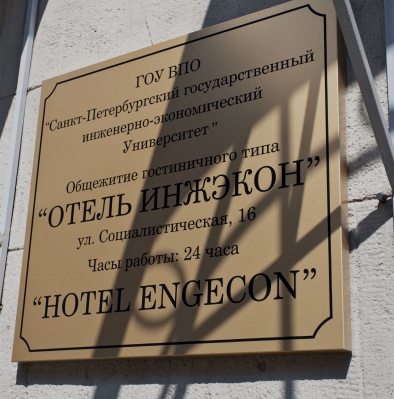 ГОУ ВПО
"Санкт-Петербургский государственный
инженерно-экономический
Университет"
Общежитие гостиничного типа
"ОТЕЛЬ ИНЖЭКОН"
ул. Социалистическая, 16
Часы работы: 24 часа
"HOTEL ENGECON"